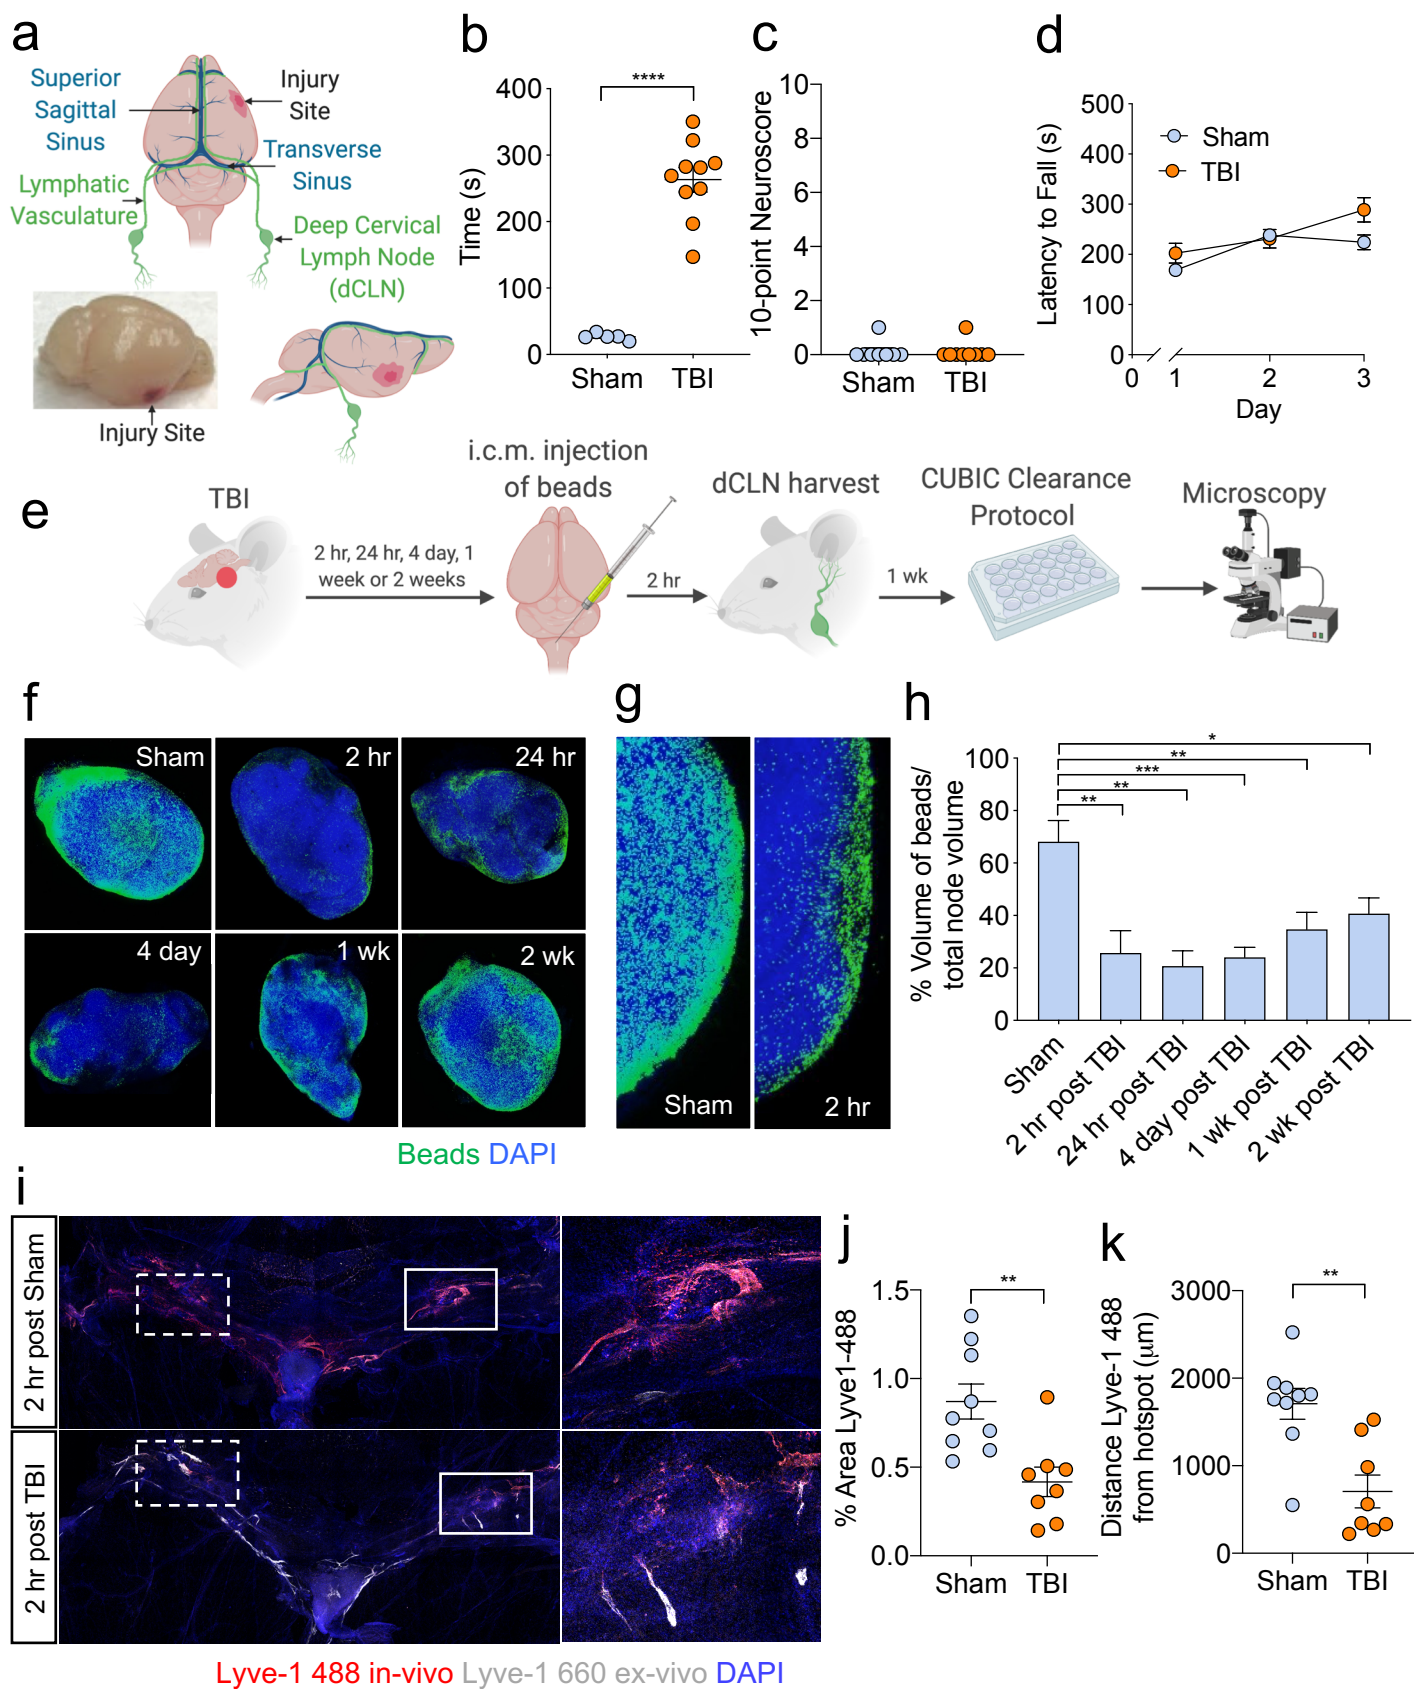 a
Superior
Sagittal
Sinus
Injury
Site
Transverse
Sinus
Lymphatic
Vasculature
Deep Cervical
Lymph Node
(dCLN)
Injury Site
b
Time (s)
400
300
200
100
0
****
Sham
TBI
c
10-point Neuroscore
10
8
6
4
2
0
Sham
TBI
d
Latency to Fall (s)
500
400
300
200
100
0
Sham
TBI
0
1
2
3
Day
e
TBI
2 hr, 24 hr, 4 day, 1
week or 2 weeks
i.c.m. injection
of beads
2 hr
dCLN harvest
1 wk
CUBIC Clearance
Protocol
Microscopy
f
Sham
2 hr
24 hr
4 day
1 wk
2 wk
Beads DAPI
g
Sham
2 hr
h
% Volume of beads/
total node volume
100
80
60
40
20
0
*
**
***
**
**
Sham
2 hr post TBI
24 hr post TBI
4 day post TBI
1 wk post TBI
2 wk post TBI
i
2 hr post Sham
2 hr post TBI
Lyve-1 488 in-vivo Lyve-1 660 ex-vivo DAPI
j
% Area Lyve1-488
1.5
1.0
0.5
0.0
**
Sham
TBI
k
Distance Lyve-1 488
from hotspot (μm)
3000
2000
1000
0
**
Sham
TBI